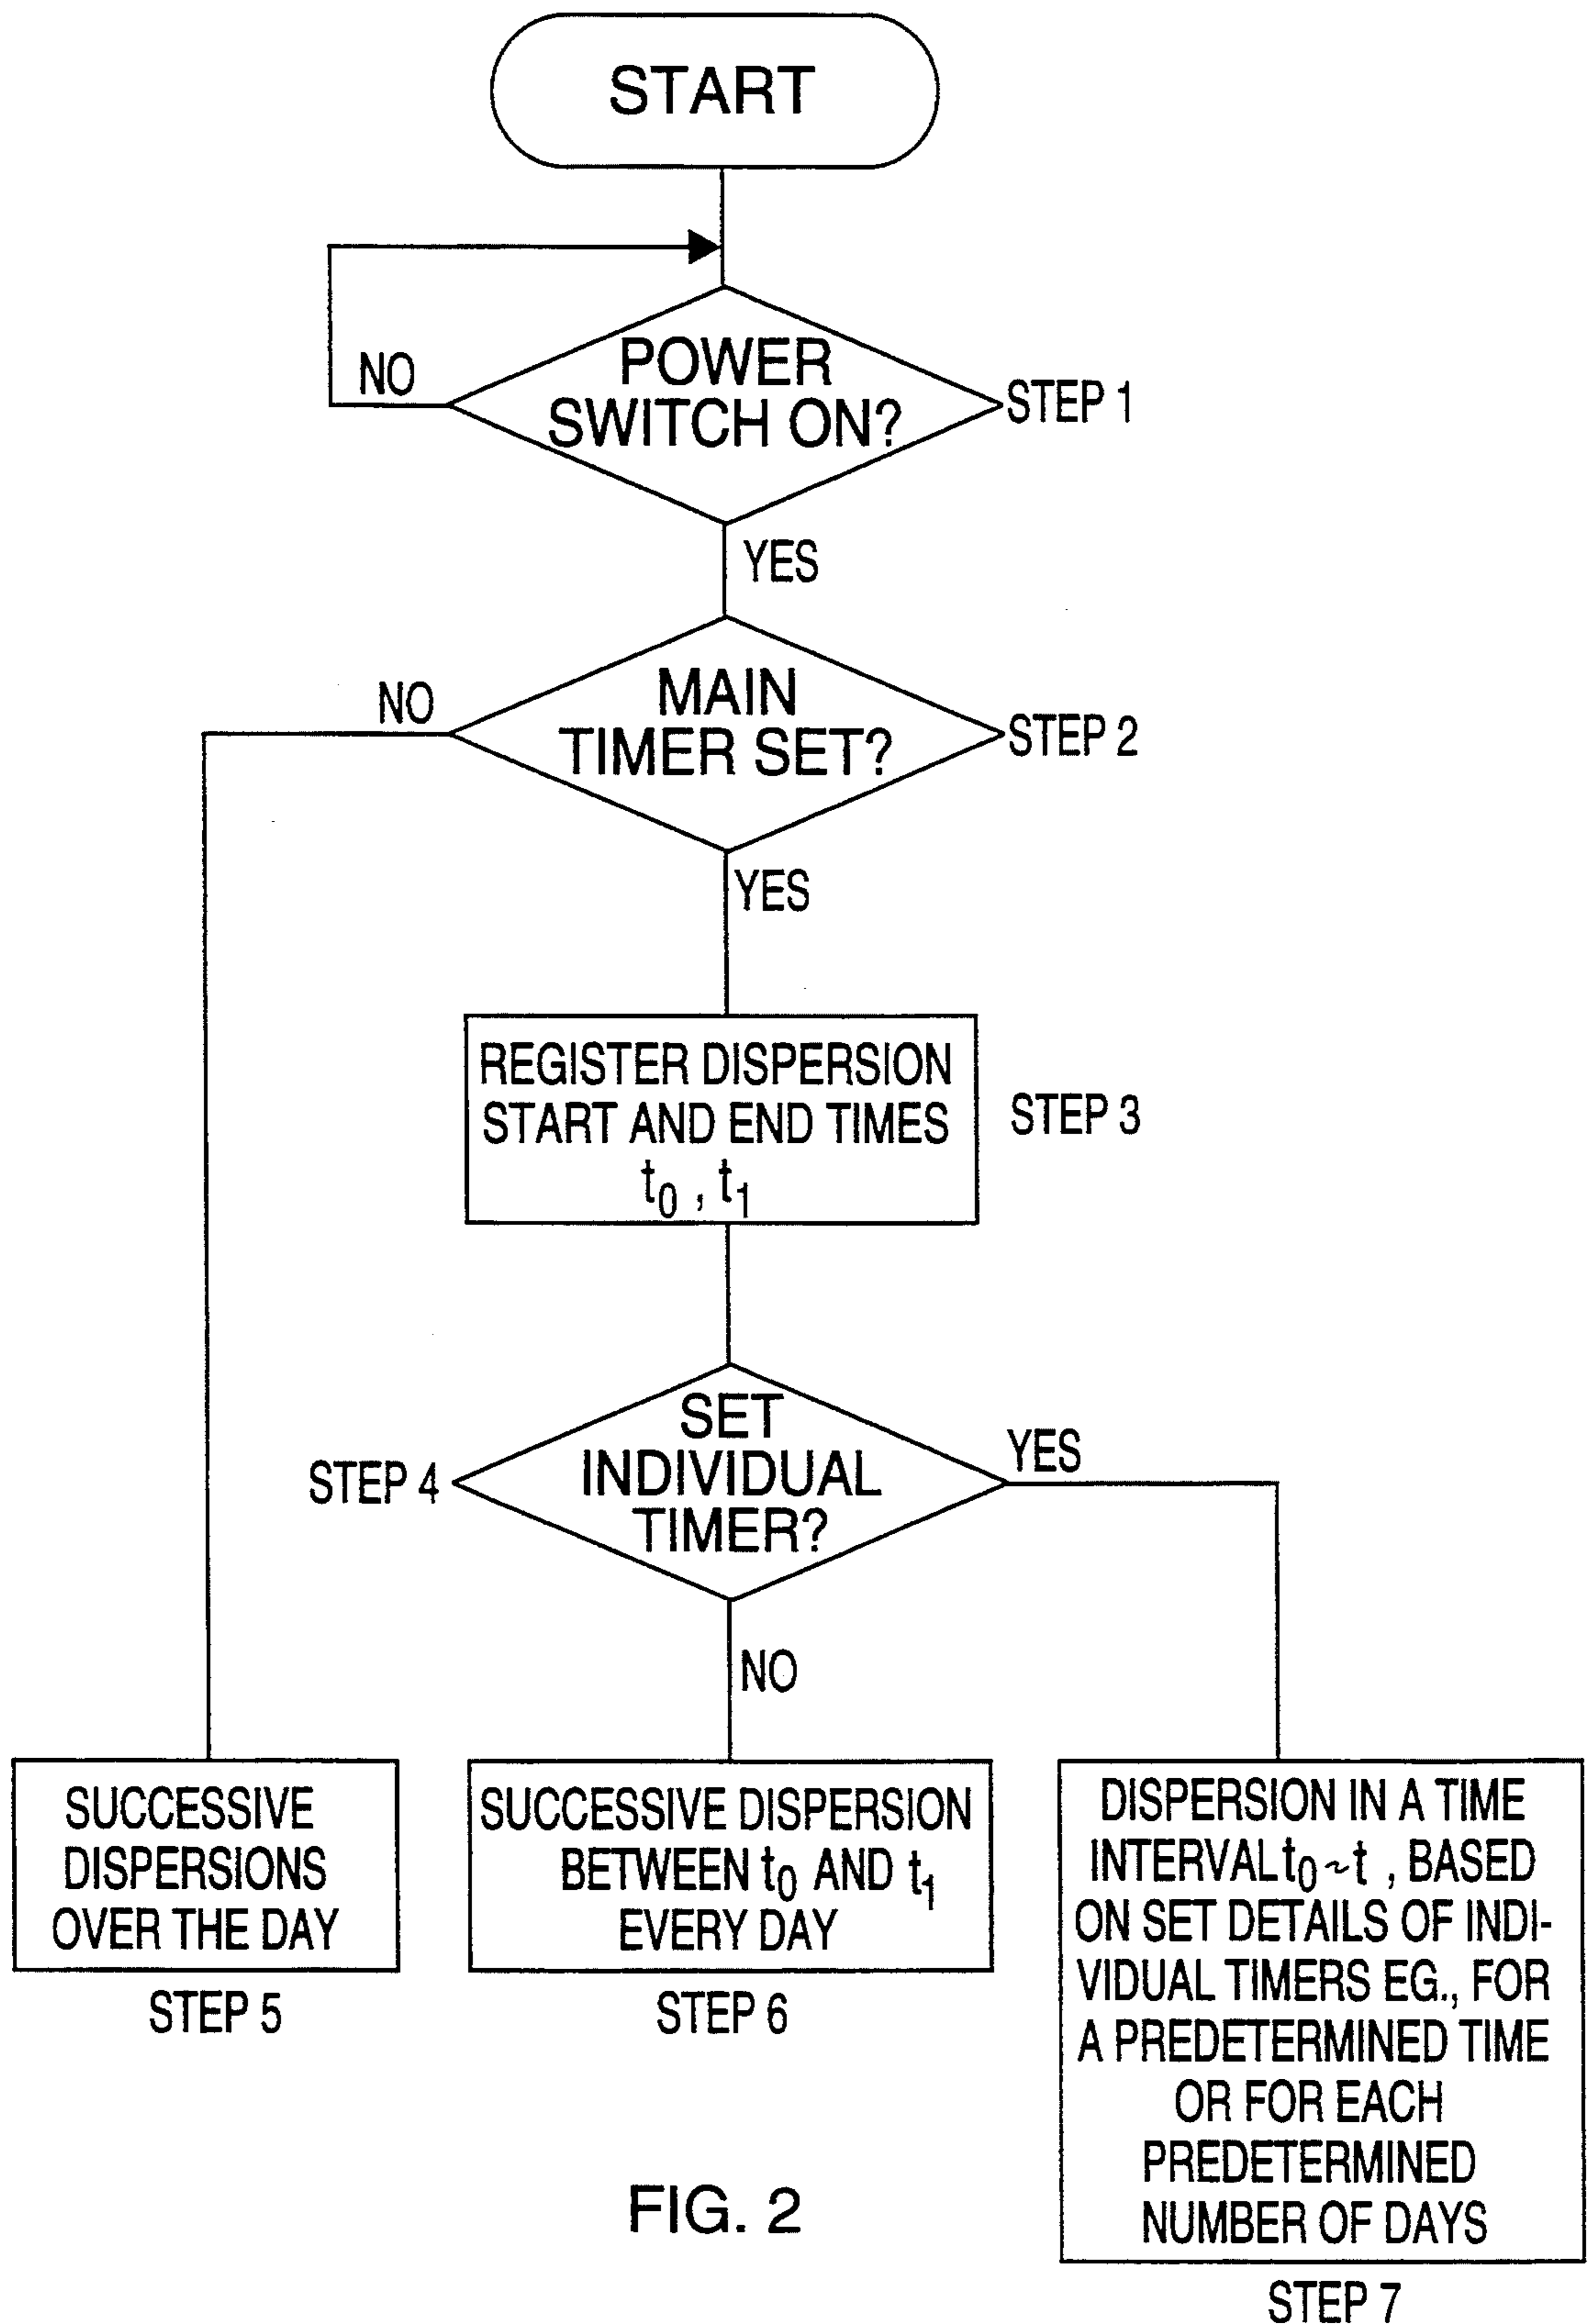 START
POWER
SWITCH ON?
NO
STEP 1
YES
MAIN
TIMER SET?
NO
STEP 2
YES
REGISTER DISPERSION
START AND END TIMES
t0 , t1
STEP 3
SET
INDIVIDUAL
TIMER?
STEP 4
YES
NO
SUCCESSIVE
DISPERSIONS
OVER THE DAY
STEP 5
SUCCESSIVE DISPERSION
BETWEEN t0 AND t1
EVERY DAY
STEP 6
DISPERSION IN A TIME
INTERVAL t0 ~ t , BASED
ON SET DETAILS OF INDI-
VIDUAL TIMERS EG., FOR
A PREDETERMINED TIME
OR FOR EACH
PREDETERMINED
NUMBER OF DAYS
STEP 7
FIG. 2